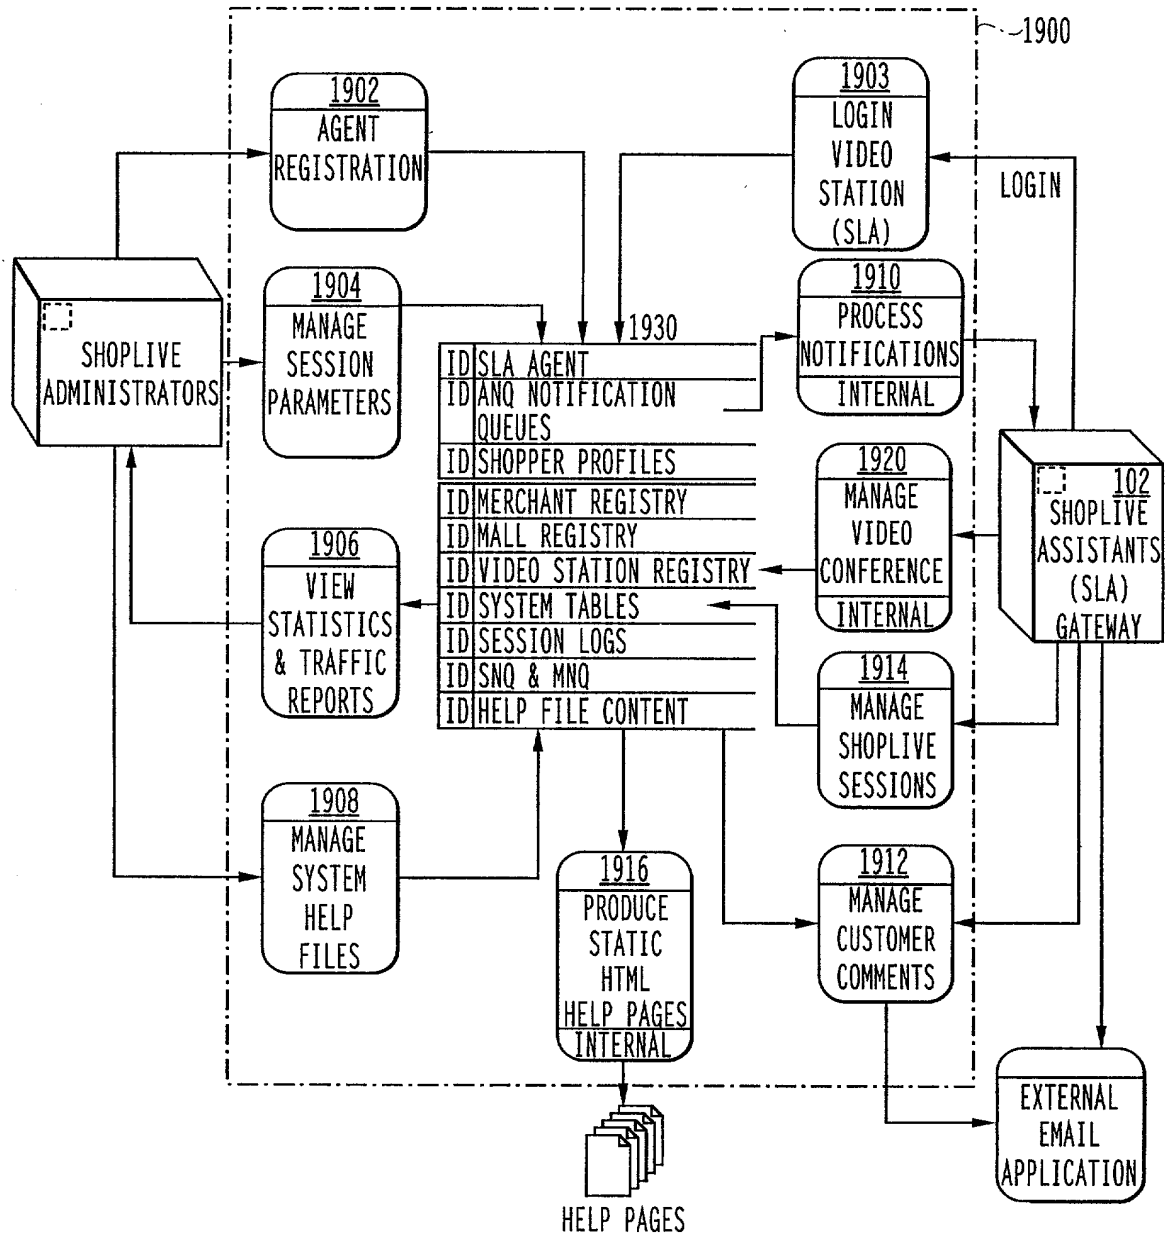 1900
1902
AGENT
REGISTRATION
1903
LOGIN
VIDEO
STATION
(SLA)
LOGIN
SHOPLIVE
ADMINISTRATORS
1904
MANAGE
SESSION
PARAMETERS
1910
PROCESS
NOTIFICATIONS
INTERNAL
1930
ID SLA AGENT
ID ANQ NOTIFICATION
QUEUES
ID SHOPPER PROFILES
ID MERCHANT REGISTRY
ID MALL REGISTRY
ID VIDEO STATION REGISTRY
ID SYSTEM TABLES
ID SESSION LOGS
ID SNQ & MNQ
ID HELP FILE CONTENT
1920
MANAGE
VIDEO
CONFERENCE
INTERNAL
102
SHOPLIVE
ASSISTANTS
(SLA)
GATEWAY
1906
VIEW
STATISTICS
& TRAFFIC
REPORTS
1914
MANAGE
SHOPLIVE
SESSIONS
1908
MANAGE
SYSTEM
HELP
FILES
1916
PRODUCE
STATIC
HTML
HELP PAGES
INTERNAL
1912
MANAGE
CUSTOMER
COMMENTS
EXTERNAL
EMAIL
APPLICATION
HELP PAGES